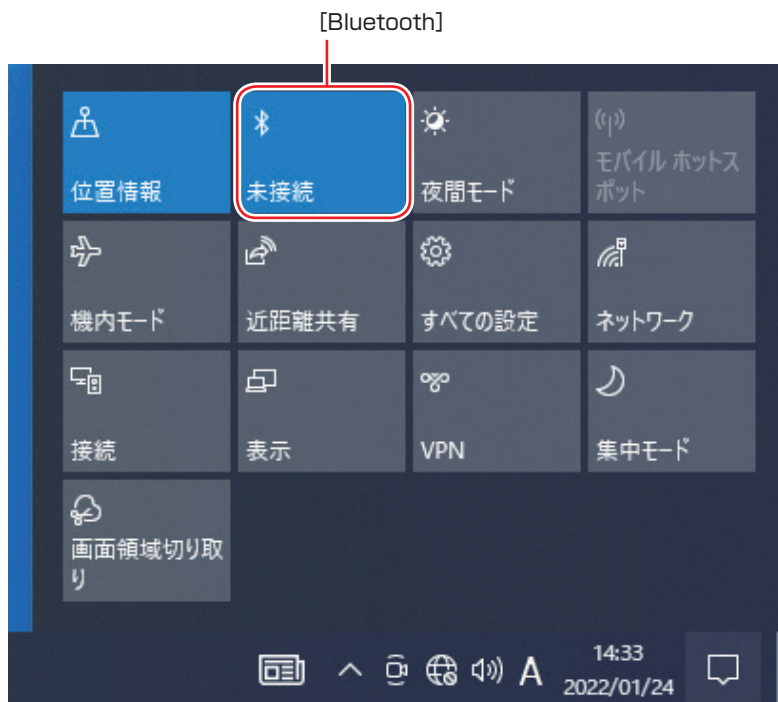 [Bluetooth]
位置情報
未接続
夜間モード
モバイル ホットス
ポット
機内モード
近距離共有
すべての設定
ネットワーク
接続
表示
VPN
集中モード
画面領域切り取
り
A
14:33
2022/01/24